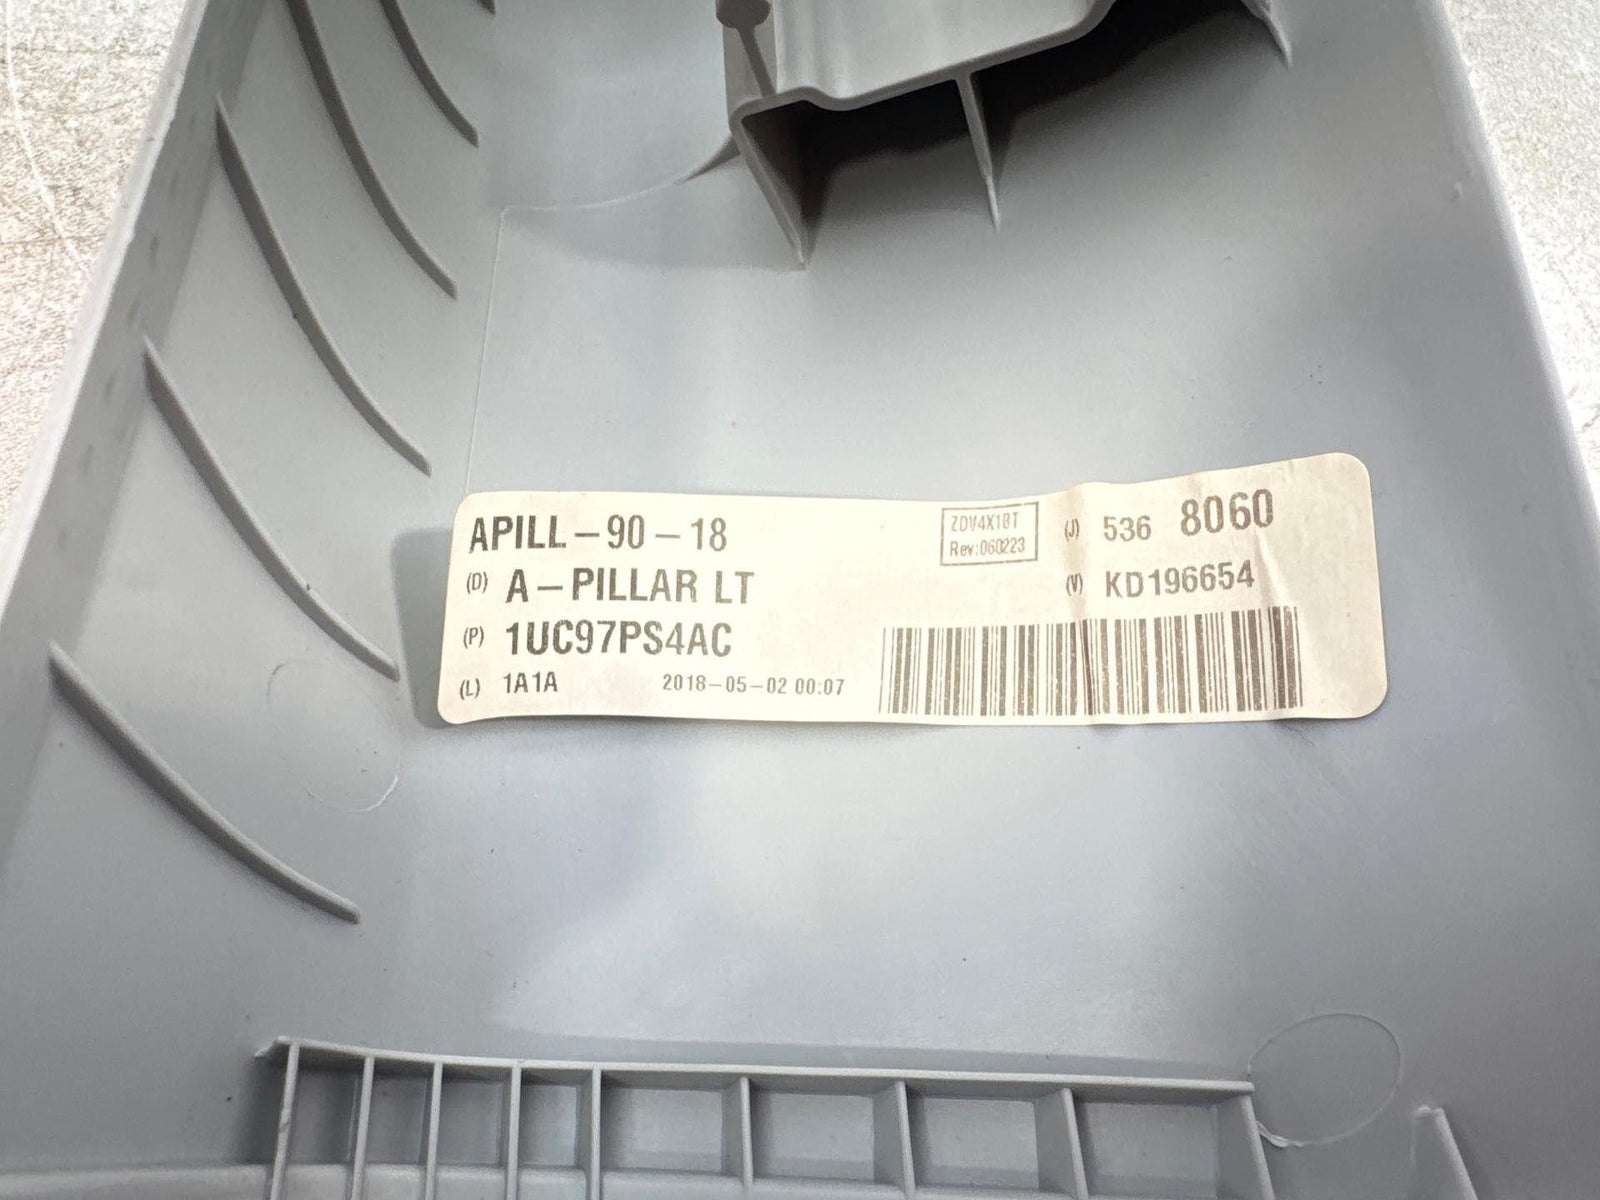 APILL-90-18
(D) A-PILLAR LT
(P) 1UC97PS4AC
(L) 1A1A 2018-05-02 00:07
ZDV4X18T
Rev:060223
(J) 536 8060
(V) KD196654